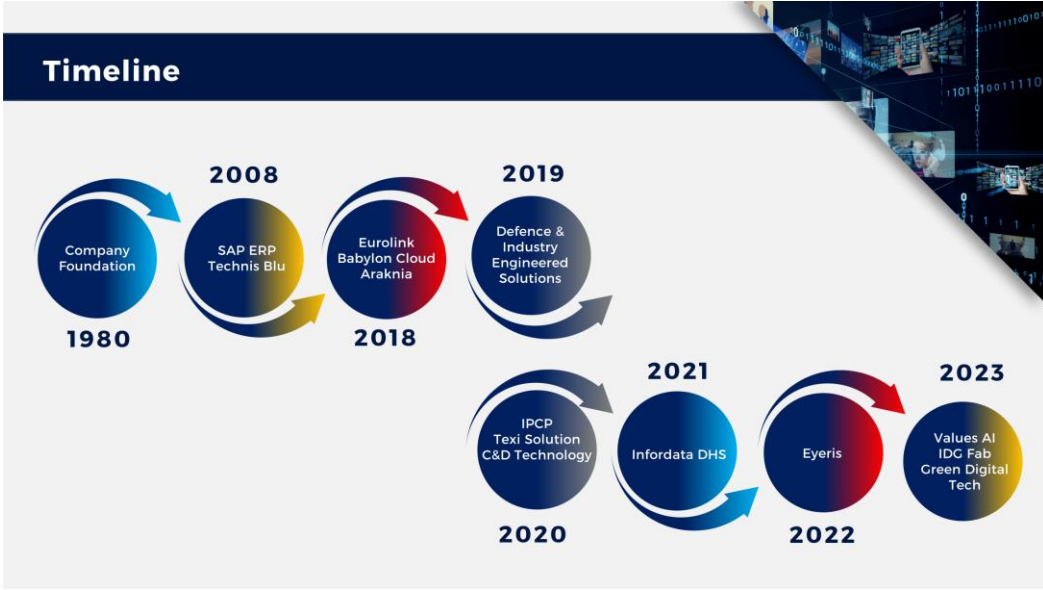 Timeline
Company
Foundation
1980
2008
SAP ERP
Technis Blu
Eurolink
Babylon Cloud
Araknia
2018
2019
Defence &
Industry
Engineered
Solutions
IPCP
Texi Solution
C&D Technology
2020
2021
Infordata DHS
Eyeris
2022
2023
Values AI
IDG Fab
Green Digital
Tech